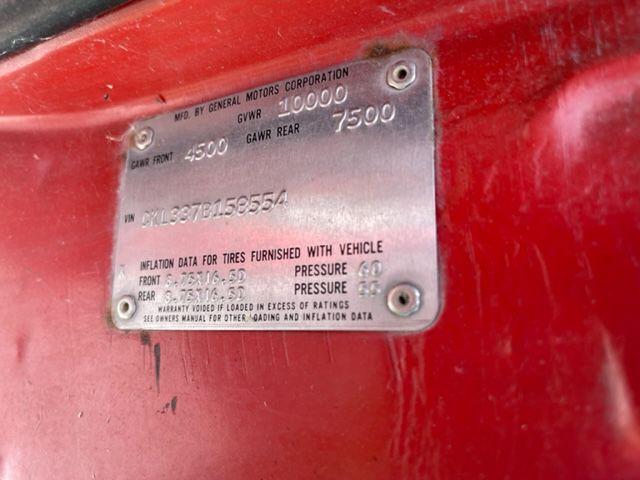 MFD. BY GENERAL MOTORS CORPORATION
GVWR 10000
GAWR FRONT 4500 GAWR REAR 7500
VIN CKL337B158554
INFLATION DATA FOR TIRES FURNISHED WITH VEHICLE
FRONT 8.75X16.5D PRESSURE 60
REAR 8.75X16.5D PRESSURE 55
WARRANTY VOIDED IF LOADED IN EXCESS OF RATINGS
SEE OWNERS MANUAL FOR OTHER LOADING AND INFLATION DATA